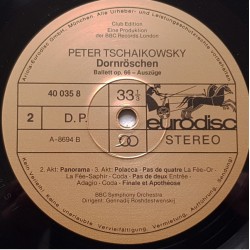 Club Edition
Eine Produktion
der BBC Records London
PETER TSCHAIKOWSKY
Dornröschen
Ballett op. 66 – Auszüge
40 035 8
33⅓
2
D. P.
eurodisc
A-8694 B
STEREO
2. Akt: Panorama · 3. Akt: Polacca · Pas de quatre La Fée-Or -
La Fée-Saphir - Coda · Pas de deux Entrée -
Adagio - Coda · Finale et Apothéose
BBC Symphony Orchestra
Dirigent: Gennadij Roshdestwenskij